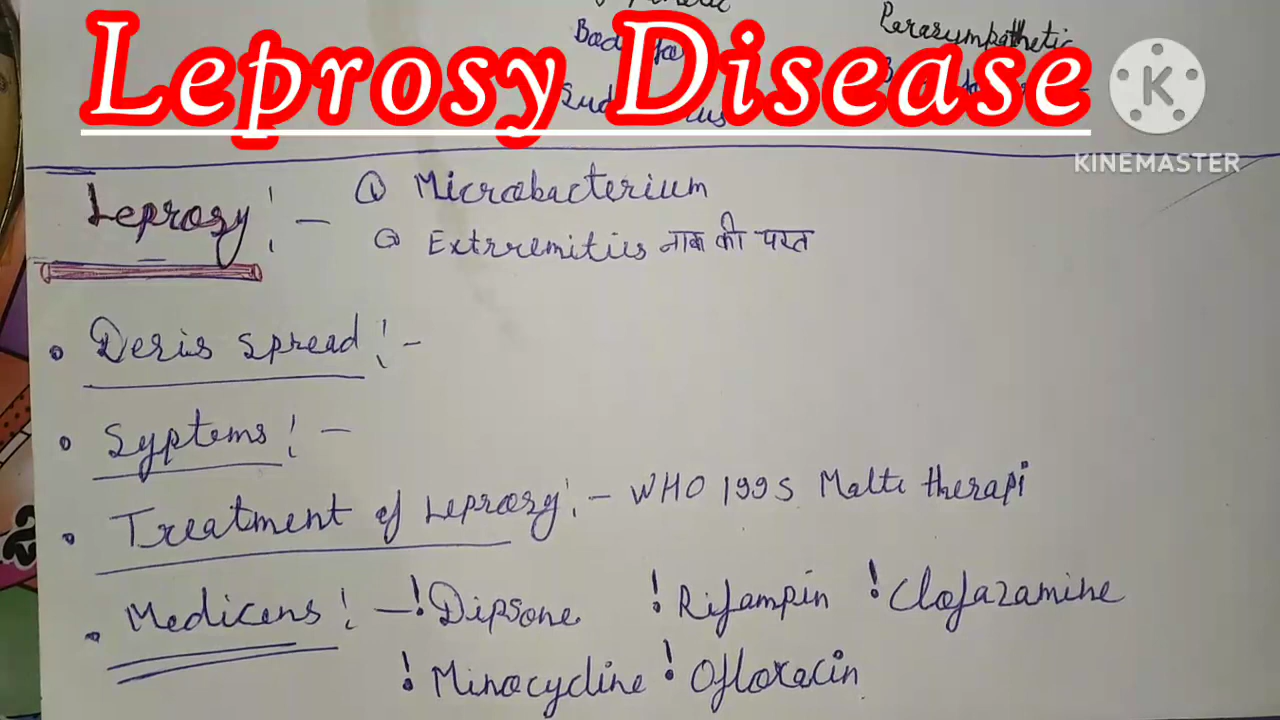 Parasympathetic
Leprosy Disease
KINEMASTER
Leprosy :- ① Microbacterium
② Extrremities नाक की परत
• Deris spread :-
• Syptems :-
• Treatment of Leprosy :- WHO 1995 Malti therapi
• Medicens :- ! Dipsone ! Rifampin ! Clofazamine
! Minocycline ! Ofloxacin